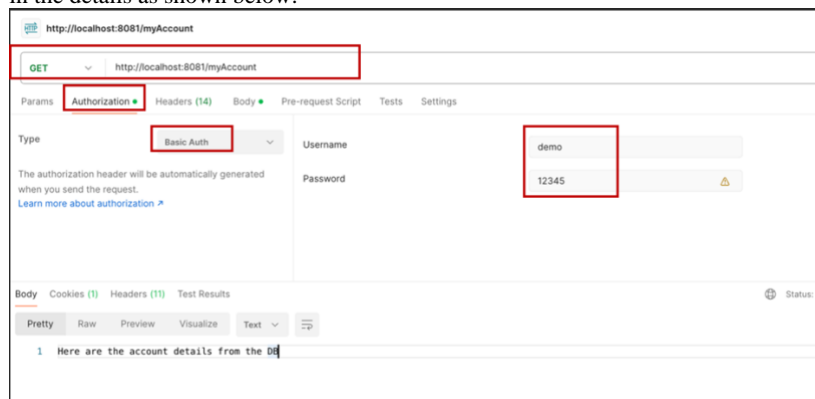 in the details as shown below.
HTTP http://localhost:8081/myAccount
GET http://localhost:8081/myAccount
Params Authorization Headers (14) Body Pre-request Script Tests Settings
Type Basic Auth Username demo
The authorization header will be automatically generated
when you send the request.
Learn more about authorization ↗
Password 12345
Body Cookies (1) Headers (11) Test Results Status:
Pretty Raw Preview Visualize Text
1 Here are the account details from the DB